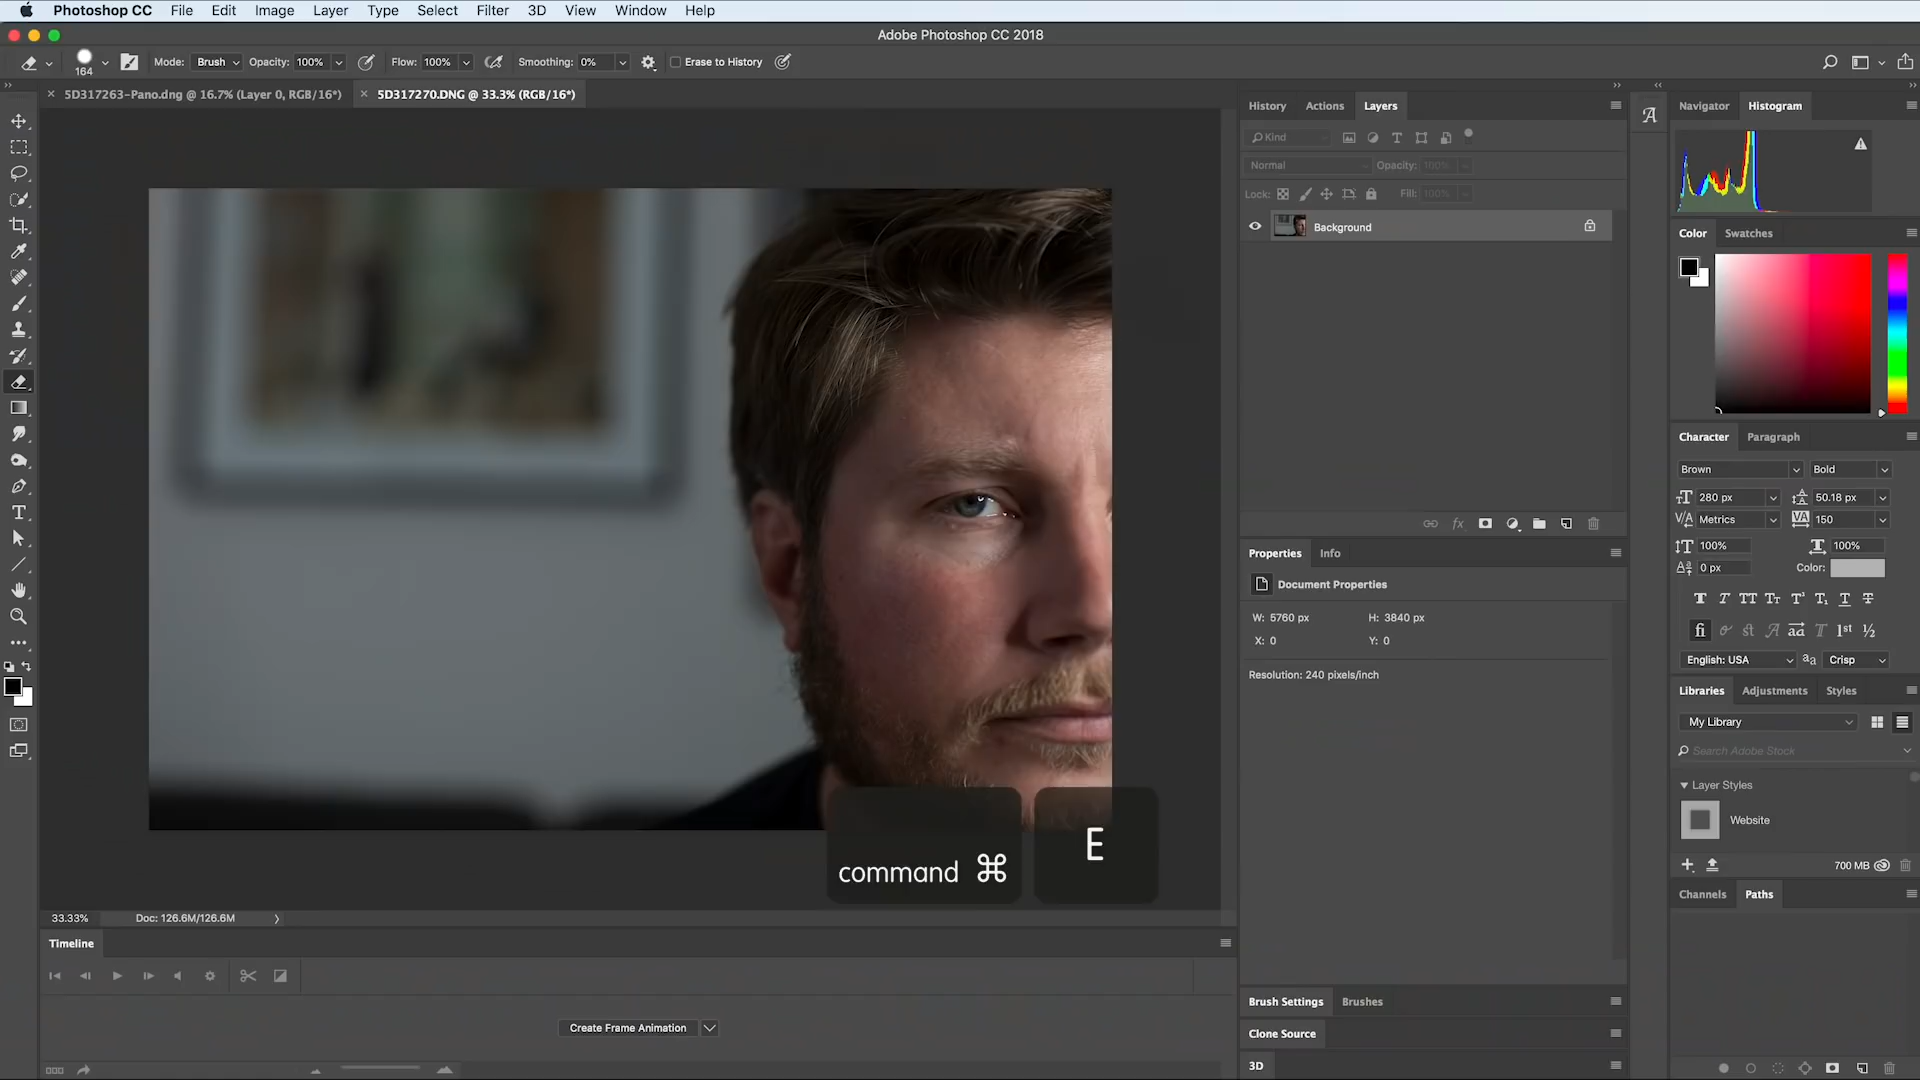 Photoshop CC File Edit Image Layer Type Select Filter 3D View Window Help
Adobe Photoshop CC 2018
164 Mode: Brush Opacity: 100% Flow: 100% Smoothing: 0% Erase to History
5D317263-Pano.dng @ 16.7% (Layer 0, RGB/16*) 5D317270.DNG @ 33.3% (RGB/16*)
History Actions Layers
Kind
Normal Opacity: 100%
Lock: Fill: 100%
Background
Properties Info
Document Properties
W: 5760 px H: 3840 px
X: 0 Y: 0
Resolution: 240 pixels/inch
Brush Settings Brushes
Clone Source
3D
Navigator Histogram
Color Swatches
Character Paragraph
Brown Bold
280 px 50.18 px
Metrics 150
100% 100%
0 px Color:
English: USA Crisp
Libraries Adjustments Styles
My Library
Search Adobe Stock
Layer Styles
Website
700 MB
Channels Paths
command ⌘ E
33.33% Doc: 126.6M/126.6M
Timeline
Create Frame Animation